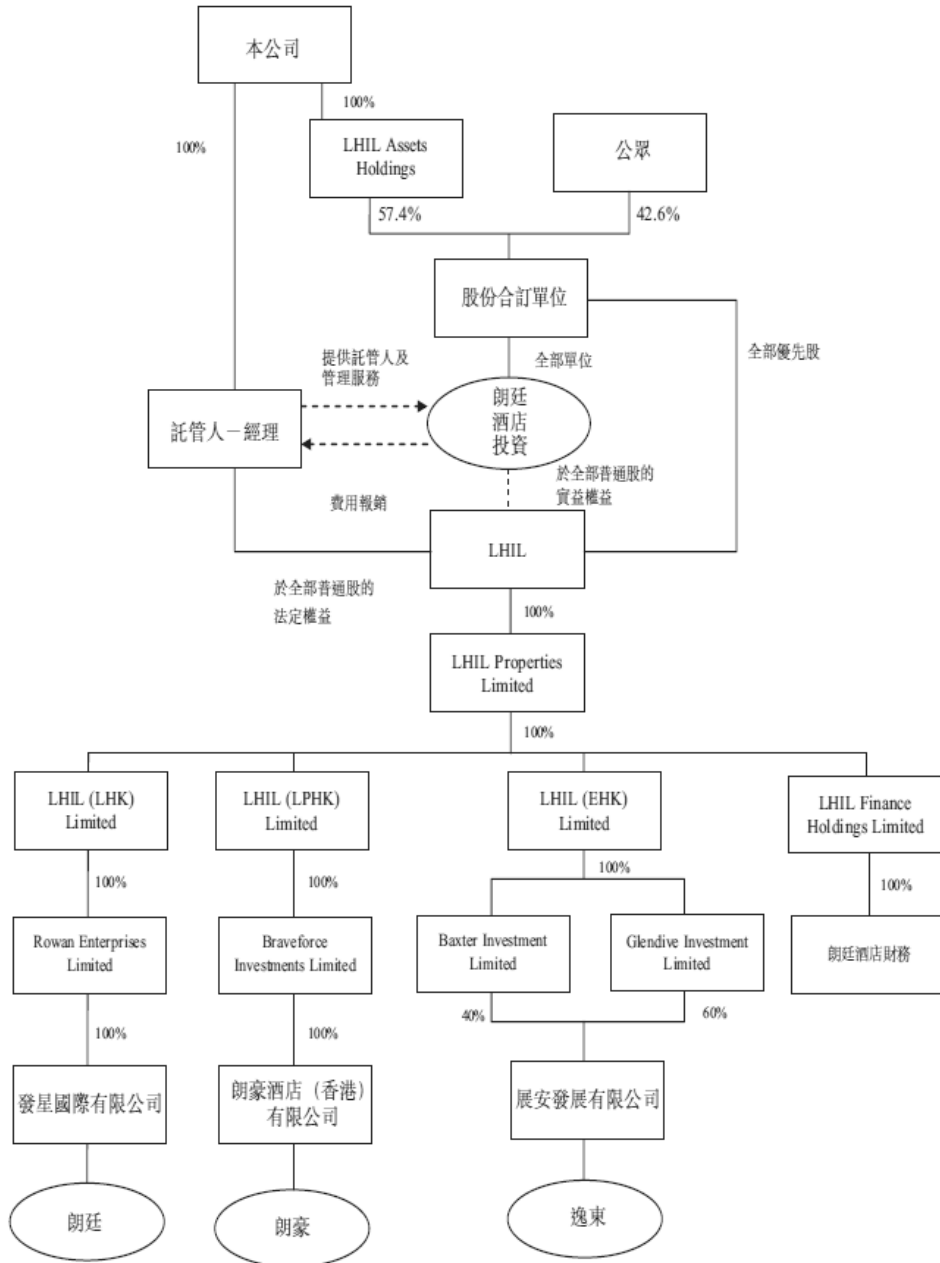 本公司
100%
100%
LHIL Assets
Holdings
公眾
57.4%
42.6%
股份合訂單位
提供託管人及
管理服務
全部單位
全部優先股
朗廷
酒店
投資
託管人－經理
費用報銷
於全部普通股的
實益權益
LHIL
於全部普通股的
法定權益
100%
LHIL Properties
Limited
100%
LHIL (LHK)
Limited
LHIL (LPHK)
Limited
LHIL (EHK)
Limited
LHIL Finance
Holdings Limited
100%
100%
100%
100%
Rowan Enterprises
Limited
Braveforce
Investments Limited
Baxter Investment
Limited
Glendive Investment
Limited
朗廷酒店財務
100%
100%
40%
60%
發星國際有限公司
朗豪酒店（香港）
有限公司
展安發展有限公司
朗廷
朗豪
逸東